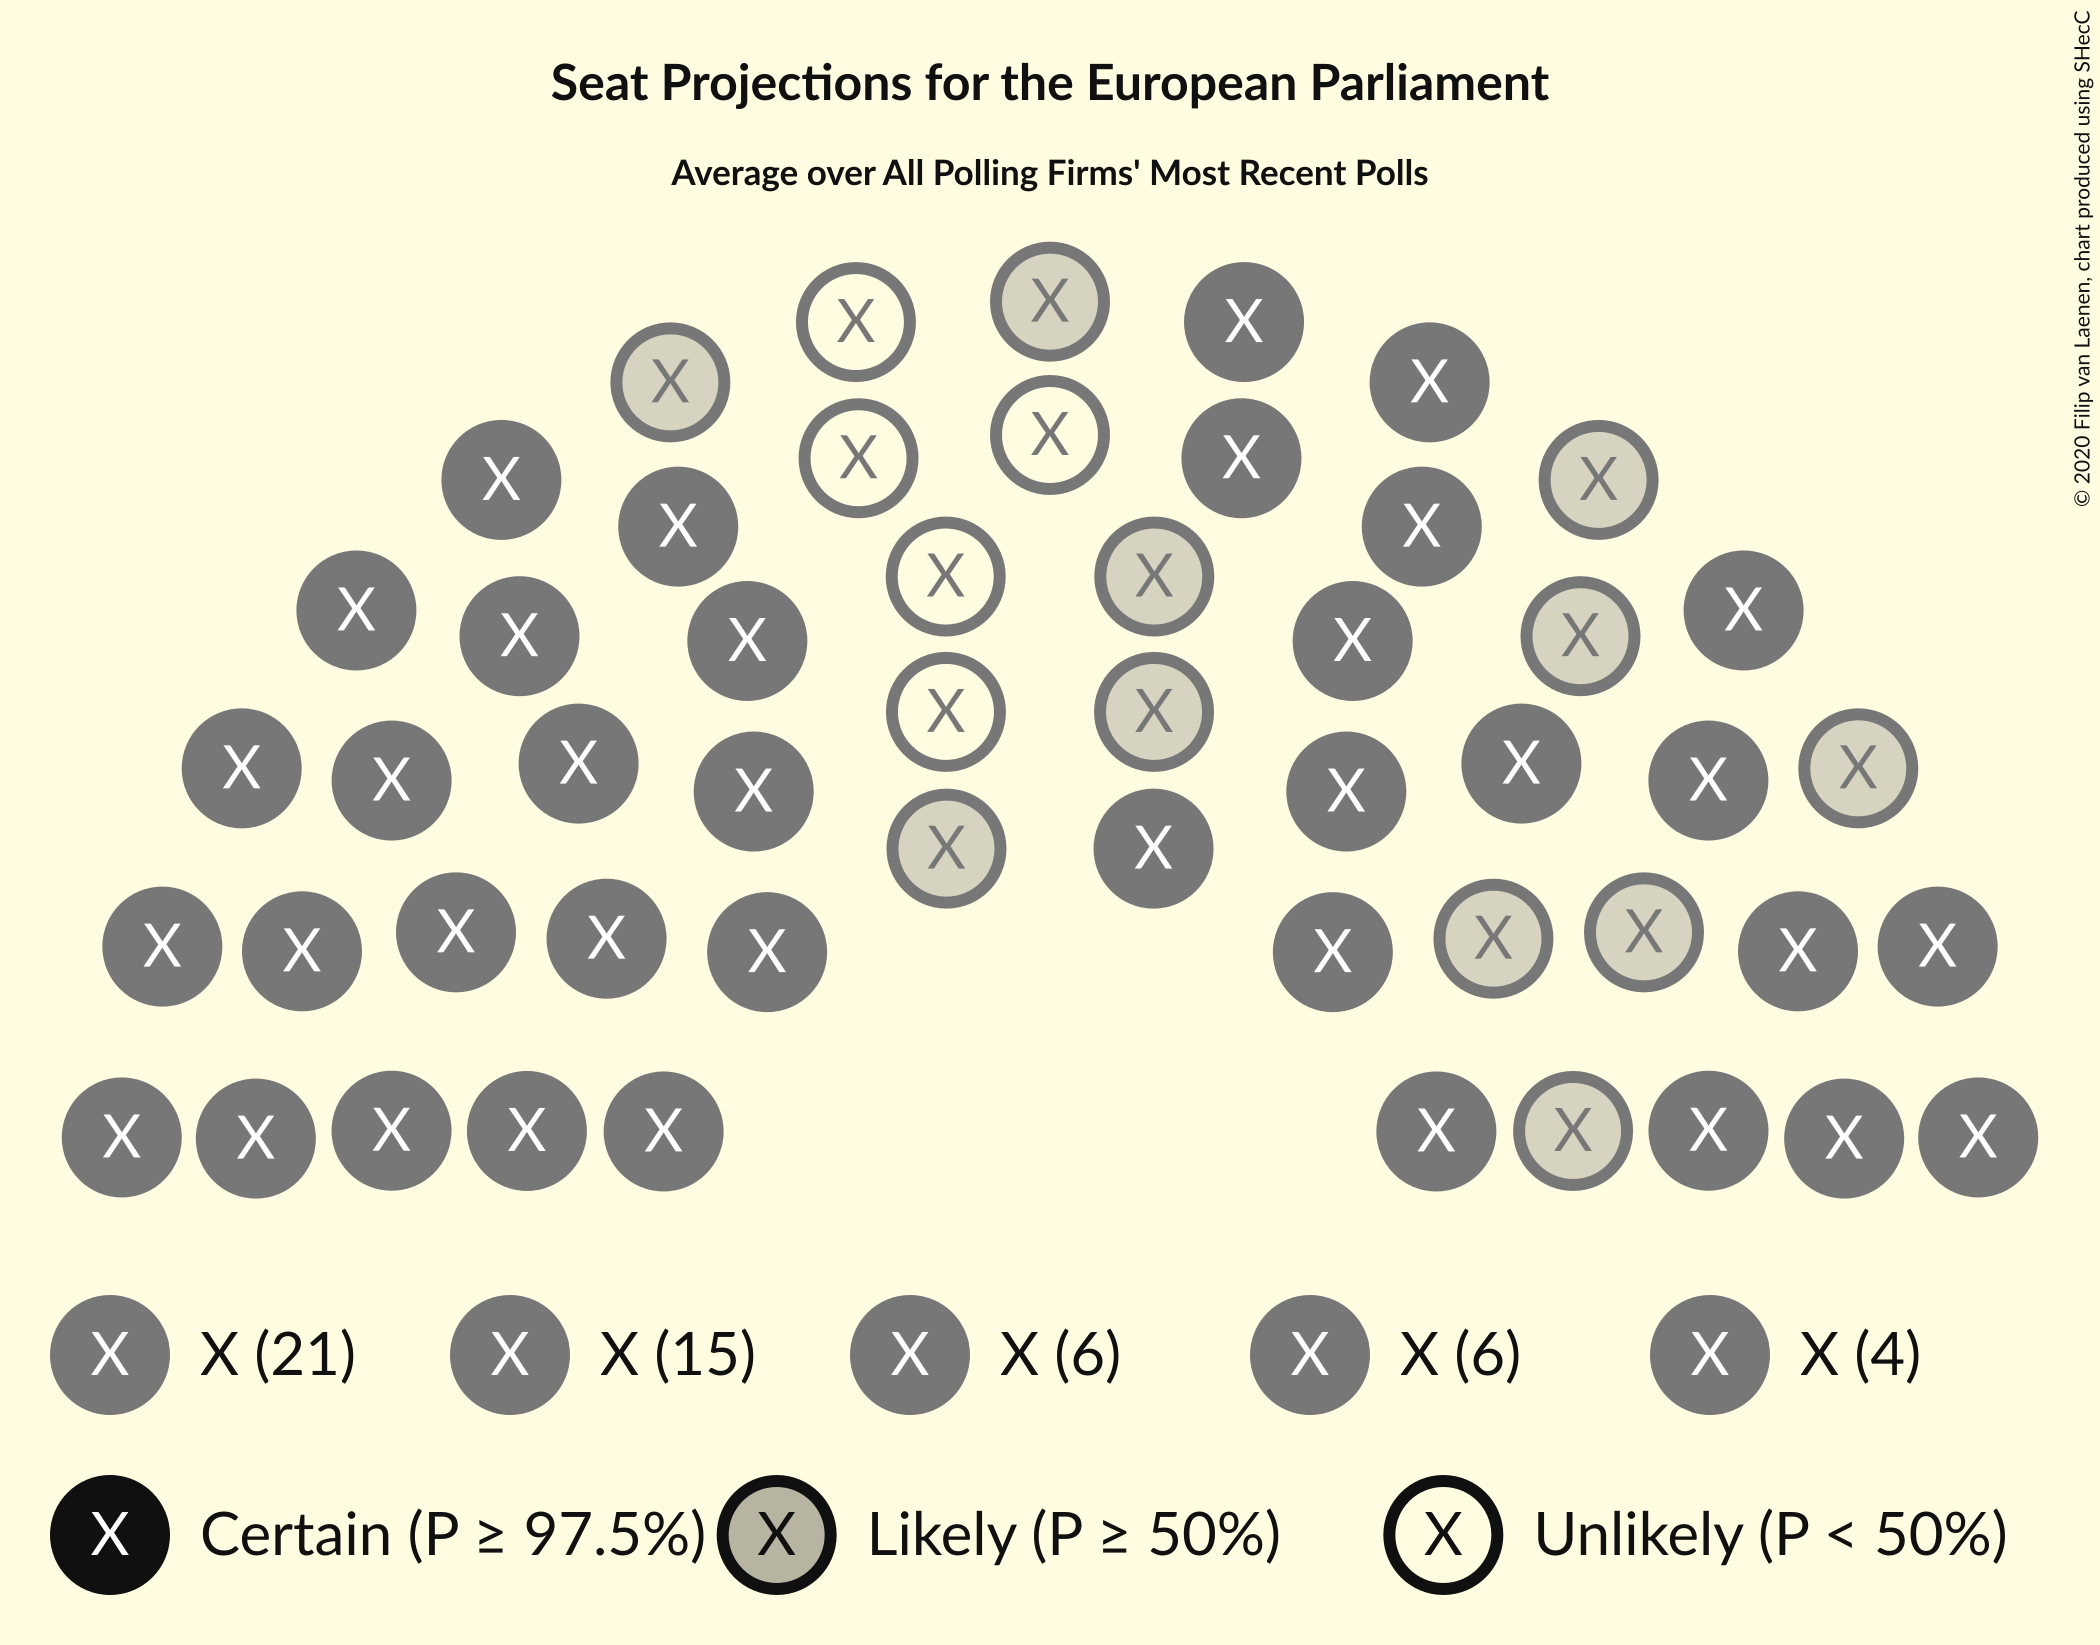 Seat Projections for the European Parliament
Average over All Polling Firms' Most Recent Polls
© 2020 Filip van Laenen, chart produced using SHecC
X X X X X
X X X X X
X X X X
X X
X X X X
X X X
X X X X
X X X X
X X X X
X X
X X X X X
X X X X X
X X X X X X X X X X
X X (21) X X (15) X X (6) X X (6) X X (4)
X Certain (P ≥ 97.5%) X Likely (P ≥ 50%) X Unlikely (P < 50%)